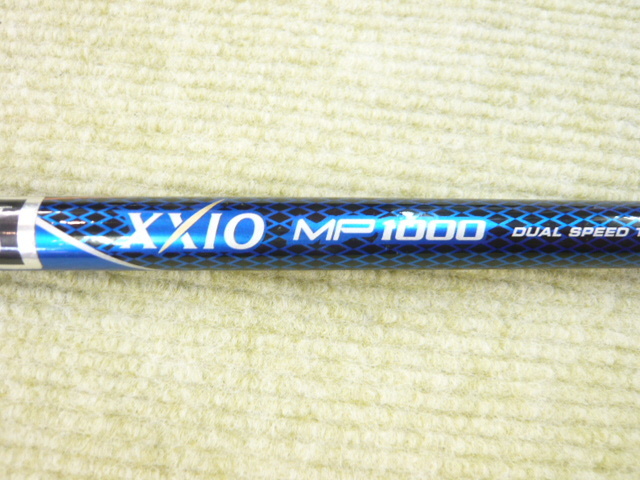 XXIO MP1000 DUAL SPEED T